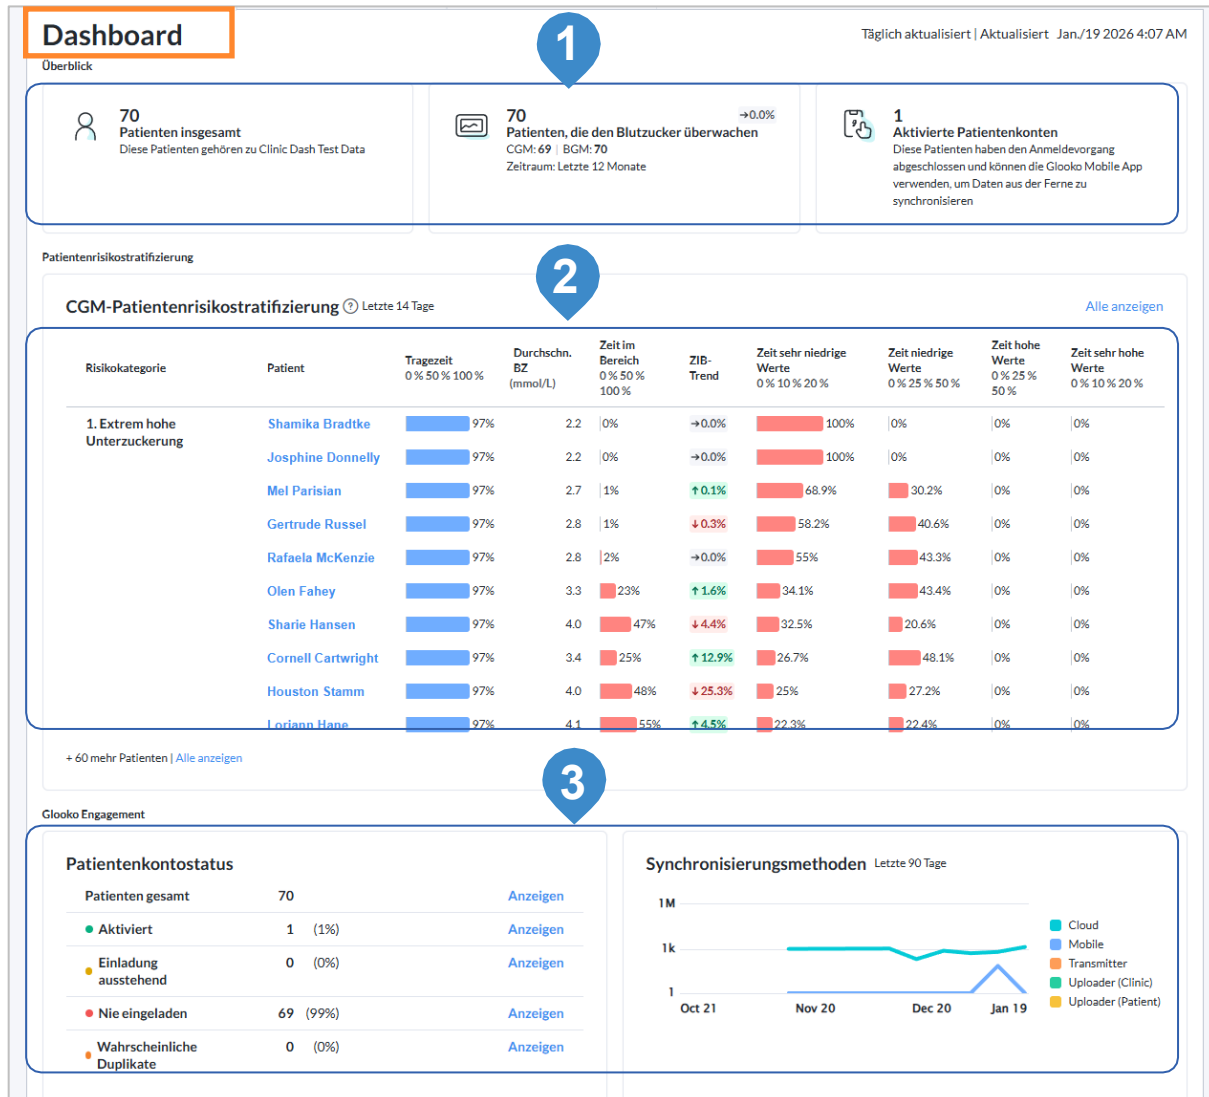 Dashboard
1
Täglich aktualisiert | Aktualisiert Jan./19 2026 4:07 AM
Überblick
70
Patienten insgesamt
Diese Patienten gehören zu Clinic Dash Test Data
70 →0.0%
Patienten, die den Blutzucker überwachen
CGM: 69 | BGM: 70
Zeitraum: Letzte 12 Monate
1
Aktivierte Patientenkonten
Diese Patienten haben den Anmeldevorgang
abgeschlossen und können die Glooko Mobile App
verwenden, um Daten aus der Ferne zu
synchronisieren
Patientenrisikostratifizierung
2
CGM-Patientenrisikostratifizierung ? Letzte 14 Tage
Alle anzeigen
Risikokategorie
Patient
Tragezeit
0 % 50 % 100 %
Durchschn.
BZ
(mmol/L)
Zeit im
Bereich
0 % 50 %
100 %
ZIB-
Trend
Zeit sehr niedrige
Werte
0 % 10 % 20 %
Zeit niedrige
Werte
0 % 25 % 50 %
Zeit hohe
Werte
0 % 25 %
50 %
Zeit sehr hohe
Werte
0 % 10 % 20 %
1. Extrem hohe
Unterzuckerung
Shamika Bradtke 97% 2.2 0% →0.0% 100% 0% 0% 0%
Josphine Donnelly 97% 2.2 0% →0.0% 100% 0% 0% 0%
Mel Parisian 97% 2.7 1% ↑0.1% 68.9% 30.2% 0% 0%
Gertrude Russel 97% 2.8 1% ↓0.3% 58.2% 40.6% 0% 0%
Rafaela McKenzie 97% 2.8 2% →0.0% 55% 43.3% 0% 0%
Olen Fahey 97% 3.3 23% ↑1.6% 34.1% 43.4% 0% 0%
Sharie Hansen 97% 4.0 47% ↓4.4% 32.5% 20.6% 0% 0%
Cornell Cartwright 97% 3.4 25% ↑12.9% 26.7% 48.1% 0% 0%
Houston Stamm 97% 4.0 48% ↓25.3% 25% 27.2% 0% 0%
Loriann Hane 97% 4.1 55% ↑4.5% 22.3% 22.4% 0% 0%
+ 60 mehr Patienten | Alle anzeigen
3
Glooko Engagement
Patientenkontostatus
Patienten gesamt 70 Anzeigen
Aktiviert 1 (1%) Anzeigen
Einladung
ausstehend 0 (0%) Anzeigen
Nie eingeladen 69 (99%) Anzeigen
Wahrscheinliche
Duplikate 0 (0%) Anzeigen
Synchronisierungsmethoden Letzte 90 Tage
1M
1k
1
Oct 21 Nov 20 Dec 20 Jan 19
Cloud
Mobile
Transmitter
Uploader (Clinic)
Uploader (Patient)